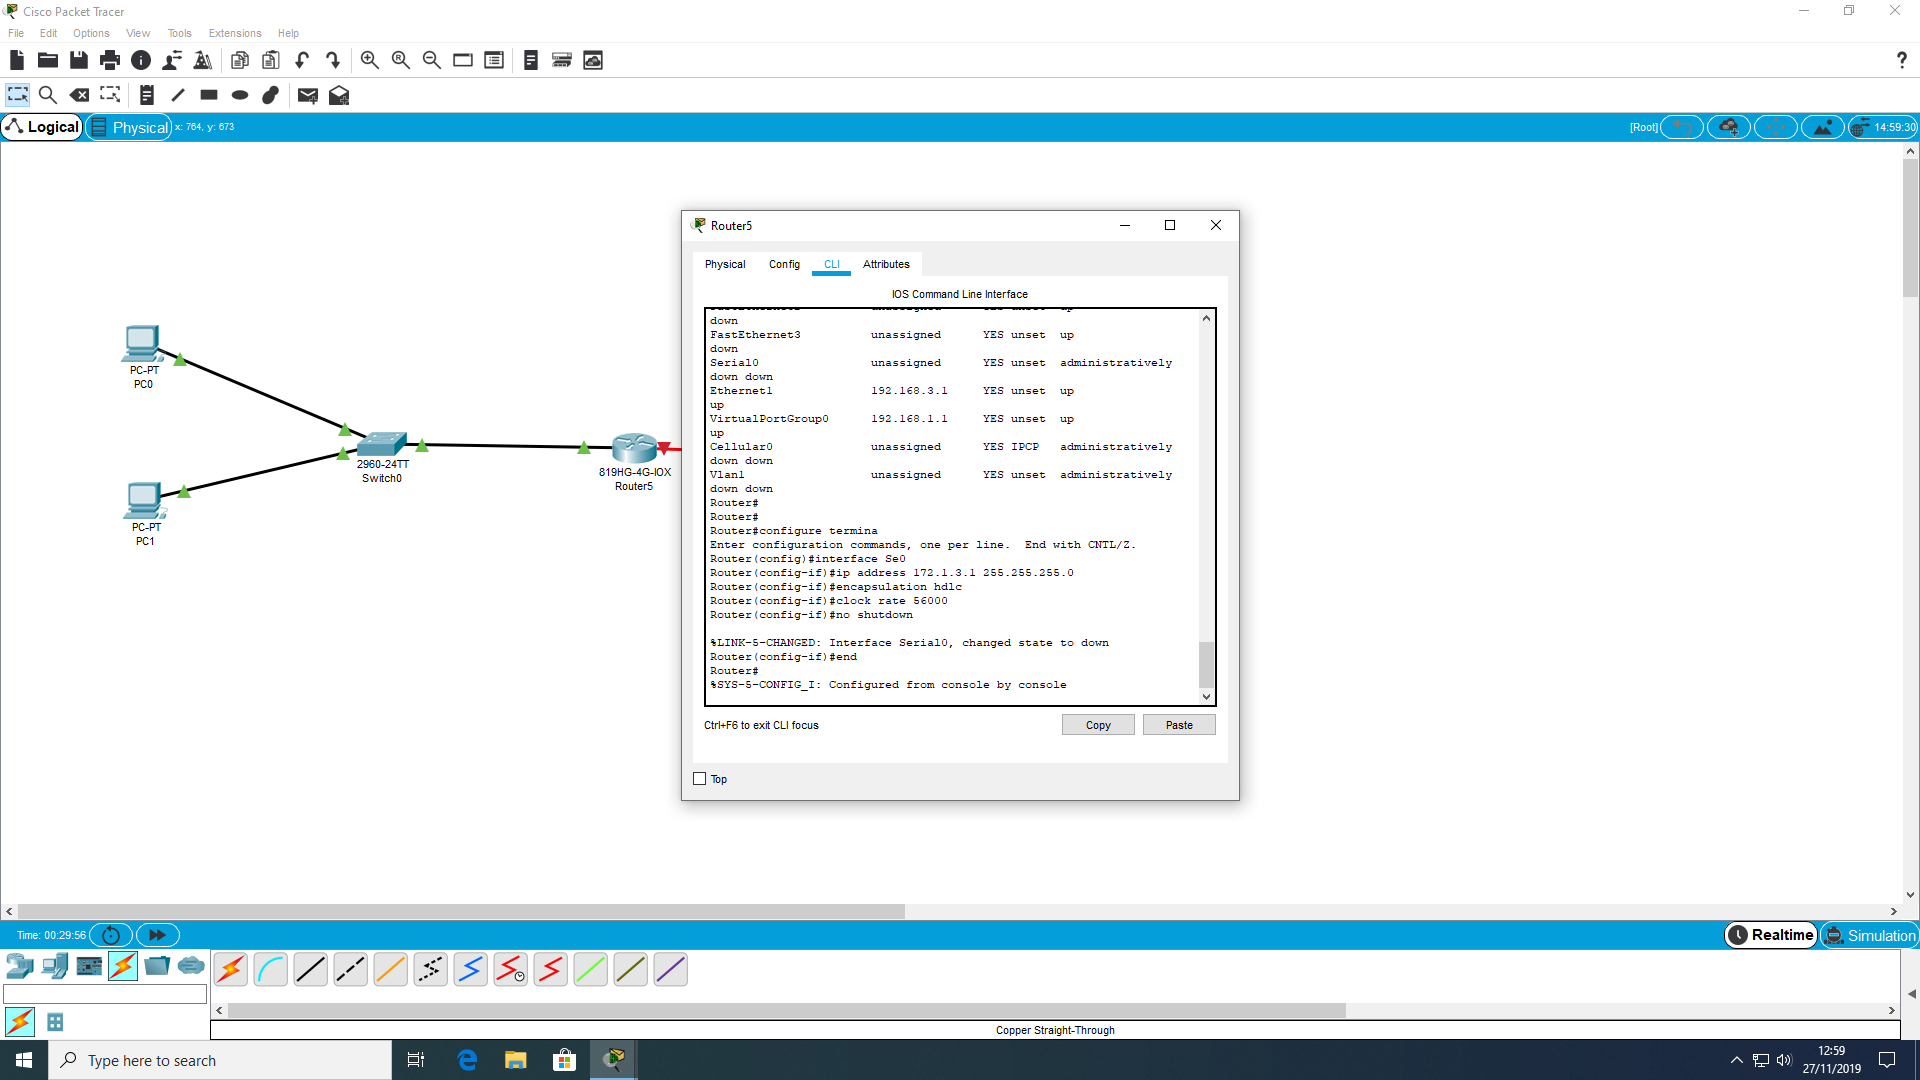 Cisco Packet Tracer
File Edit Options View Tools Extensions Help
?
Logical Physical x: 764, y: 673 [Root] 14:59:30
Router5
Physical Config CLI Attributes
IOS Command Line Interface
down
FastEthernet3 unassigned YES unset up
down
Serial0 unassigned YES unset administratively
down down
Ethernet1 192.168.3.1 YES unset up
up
VirtualPortGroup0 192.168.1.1 YES unset up
up
Cellular0 unassigned YES IPCP administratively
down down
Vlan1 unassigned YES unset administratively
down down
Router#
Router#
Router#configure termina
Enter configuration commands, one per line. End with CNTL/Z.
Router(config)#interface Se0
Router(config-if)#ip address 172.1.3.1 255.255.255.0
Router(config-if)#encapsulation hdlc
Router(config-if)#clock rate 56000
Router(config-if)#no shutdown
%LINK-5-CHANGED: Interface Serial0, changed state to down
Router(config-if)#end
Router#
%SYS-5-CONFIG_I: Configured from console by console
Ctrl+F6 to exit CLI focus
Copy Paste
Top
PC-PT
PC0
2960-24TT
Switch0
819HG-4G-IOX
Router5
PC-PT
PC1
Time: 00:29:56
Realtime Simulation
Copper Straight-Through
Type here to search
12:59
27/11/2019